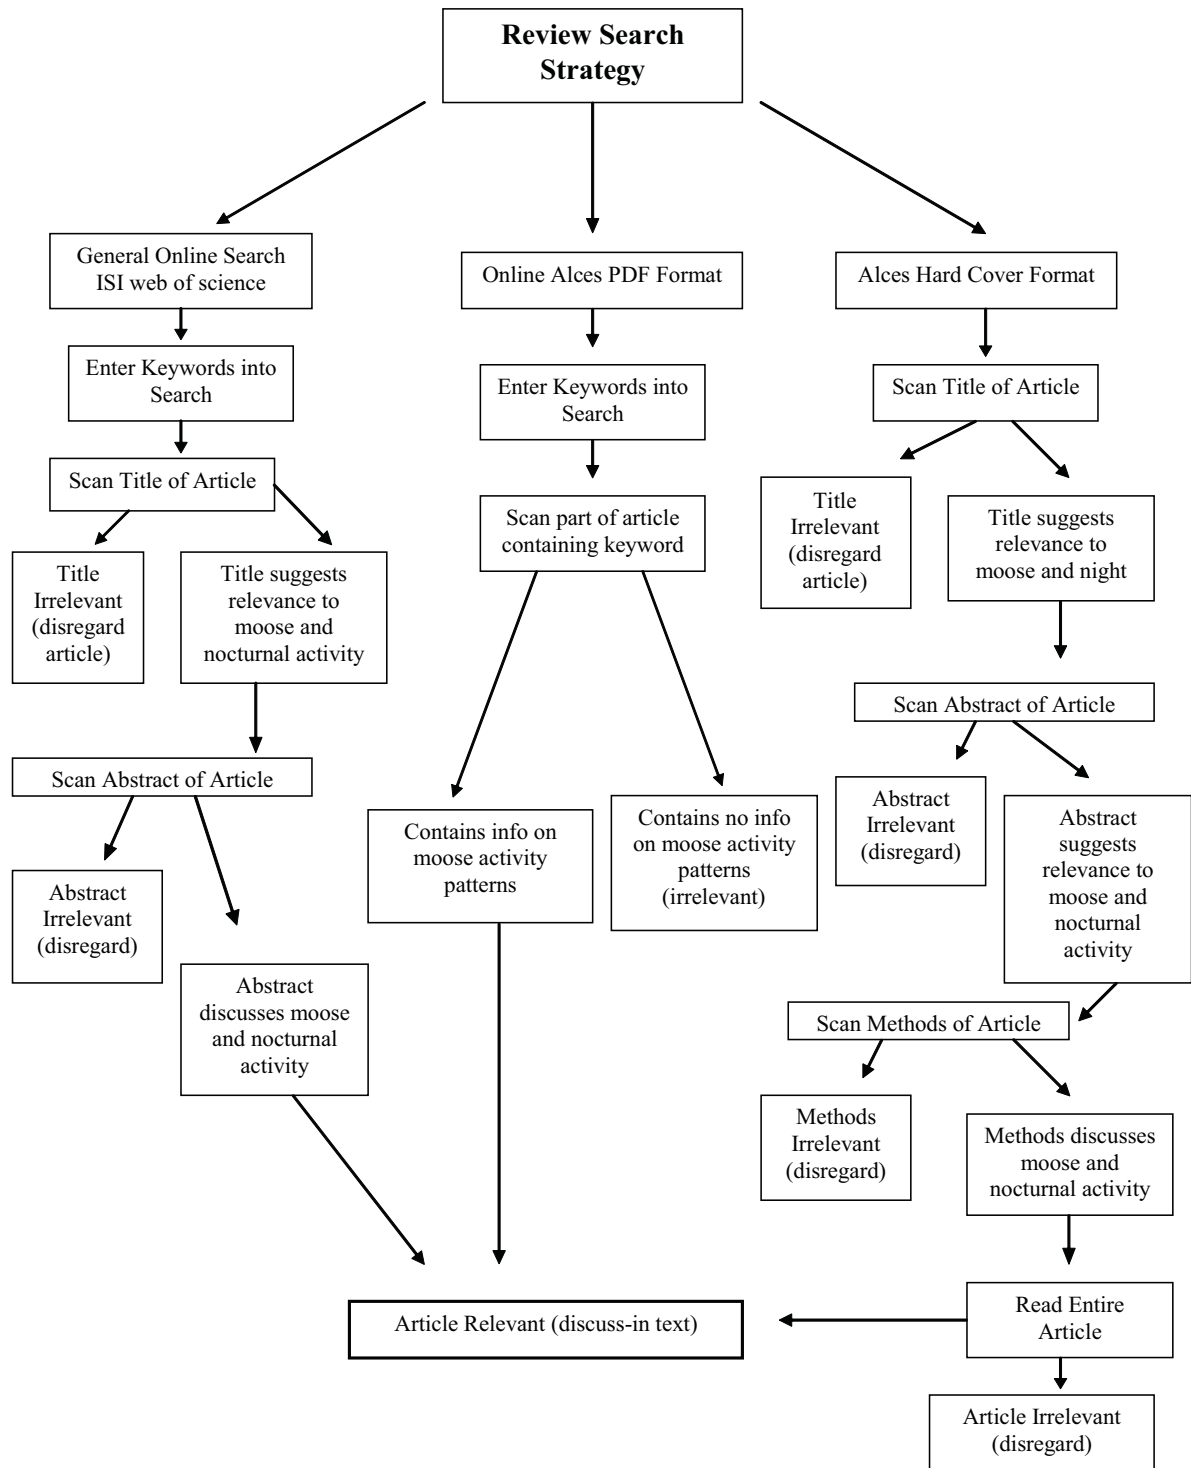 Review Search
Strategy
General Online Search
ISI web of science
Online Alces PDF Format
Alces Hard Cover Format
Enter Keywords into
Search
Enter Keywords into
Search
Scan Title of Article
Scan Title of Article
Scan part of article
containing keyword
Title
Irrelevant
(disregard
article)
Title suggests
relevance to
moose and night
Title
Irrelevant
(disregard
article)
Title suggests
relevance to
moose and
nocturnal activity
Scan Abstract of Article
Scan Abstract of Article
Contains info on
moose activity
patterns
Contains no info
on moose activity
patterns
(irrelevant)
Abstract
Irrelevant
(disregard)
Abstract
suggests
relevance to
moose and
nocturnal
activity
Abstract
Irrelevant
(disregard)
Abstract
discusses moose
and nocturnal
activity
Scan Methods of Article
Methods
Irrelevant
(disregard)
Methods discusses
moose and
nocturnal activity
Article Relevant (discuss-in text)
Read Entire
Article
Article Irrelevant
(disregard)